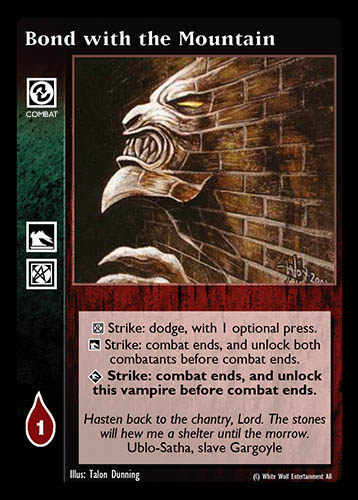 Bond with the Mountain
COMBAT
Strike: dodge, with 1 optional press.
Strike: combat ends, and unlock both
combatants before combat ends.
Strike: combat ends, and unlock
this vampire before combat ends.
Hasten back to the chantry, Lord. The stones
will hew me a shelter until the morrow.
Ublo-Satha, slave Gargoyle
1
Illus: Talon Dunning
(C) White Wolf Entertainment AB